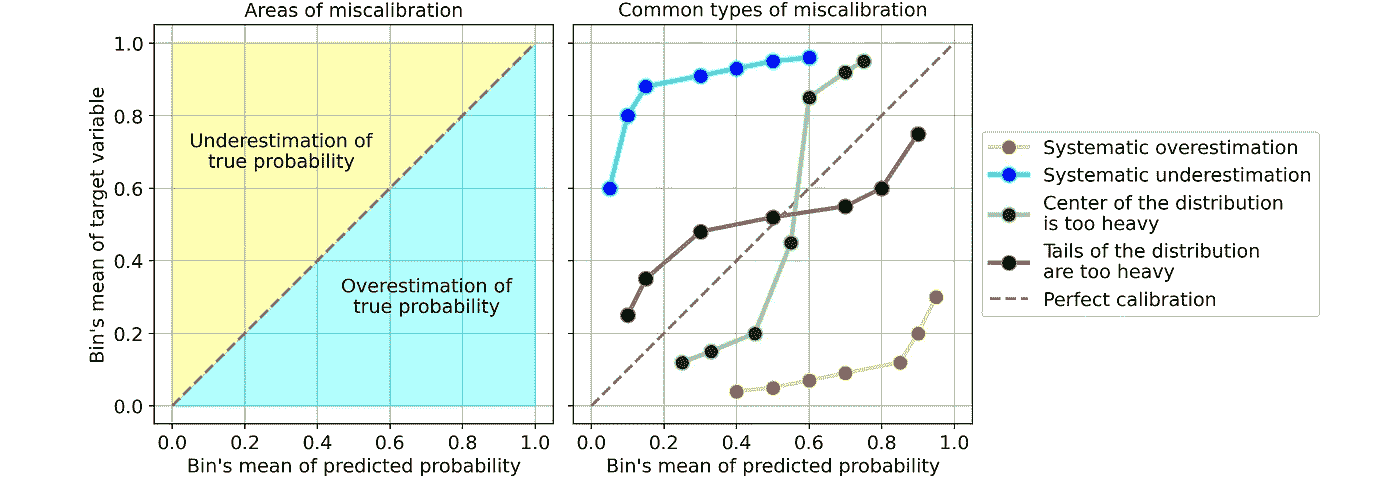 Areas of miscalibration
Common types of miscalibration
Bin's mean of target variable
1.0
0.8
0.6
0.4
0.2
0.0
Underestimation of
true probability
Overestimation of
true probability
0.0 0.2 0.4 0.6 0.8 1.0
Bin's mean of predicted probability
0.0 0.2 0.4 0.6 0.8 1.0
Bin's mean of predicted probability
Systematic overestimation
Systematic underestimation
Center of the distribution
is too heavy
Tails of the distribution
are too heavy
Perfect calibration